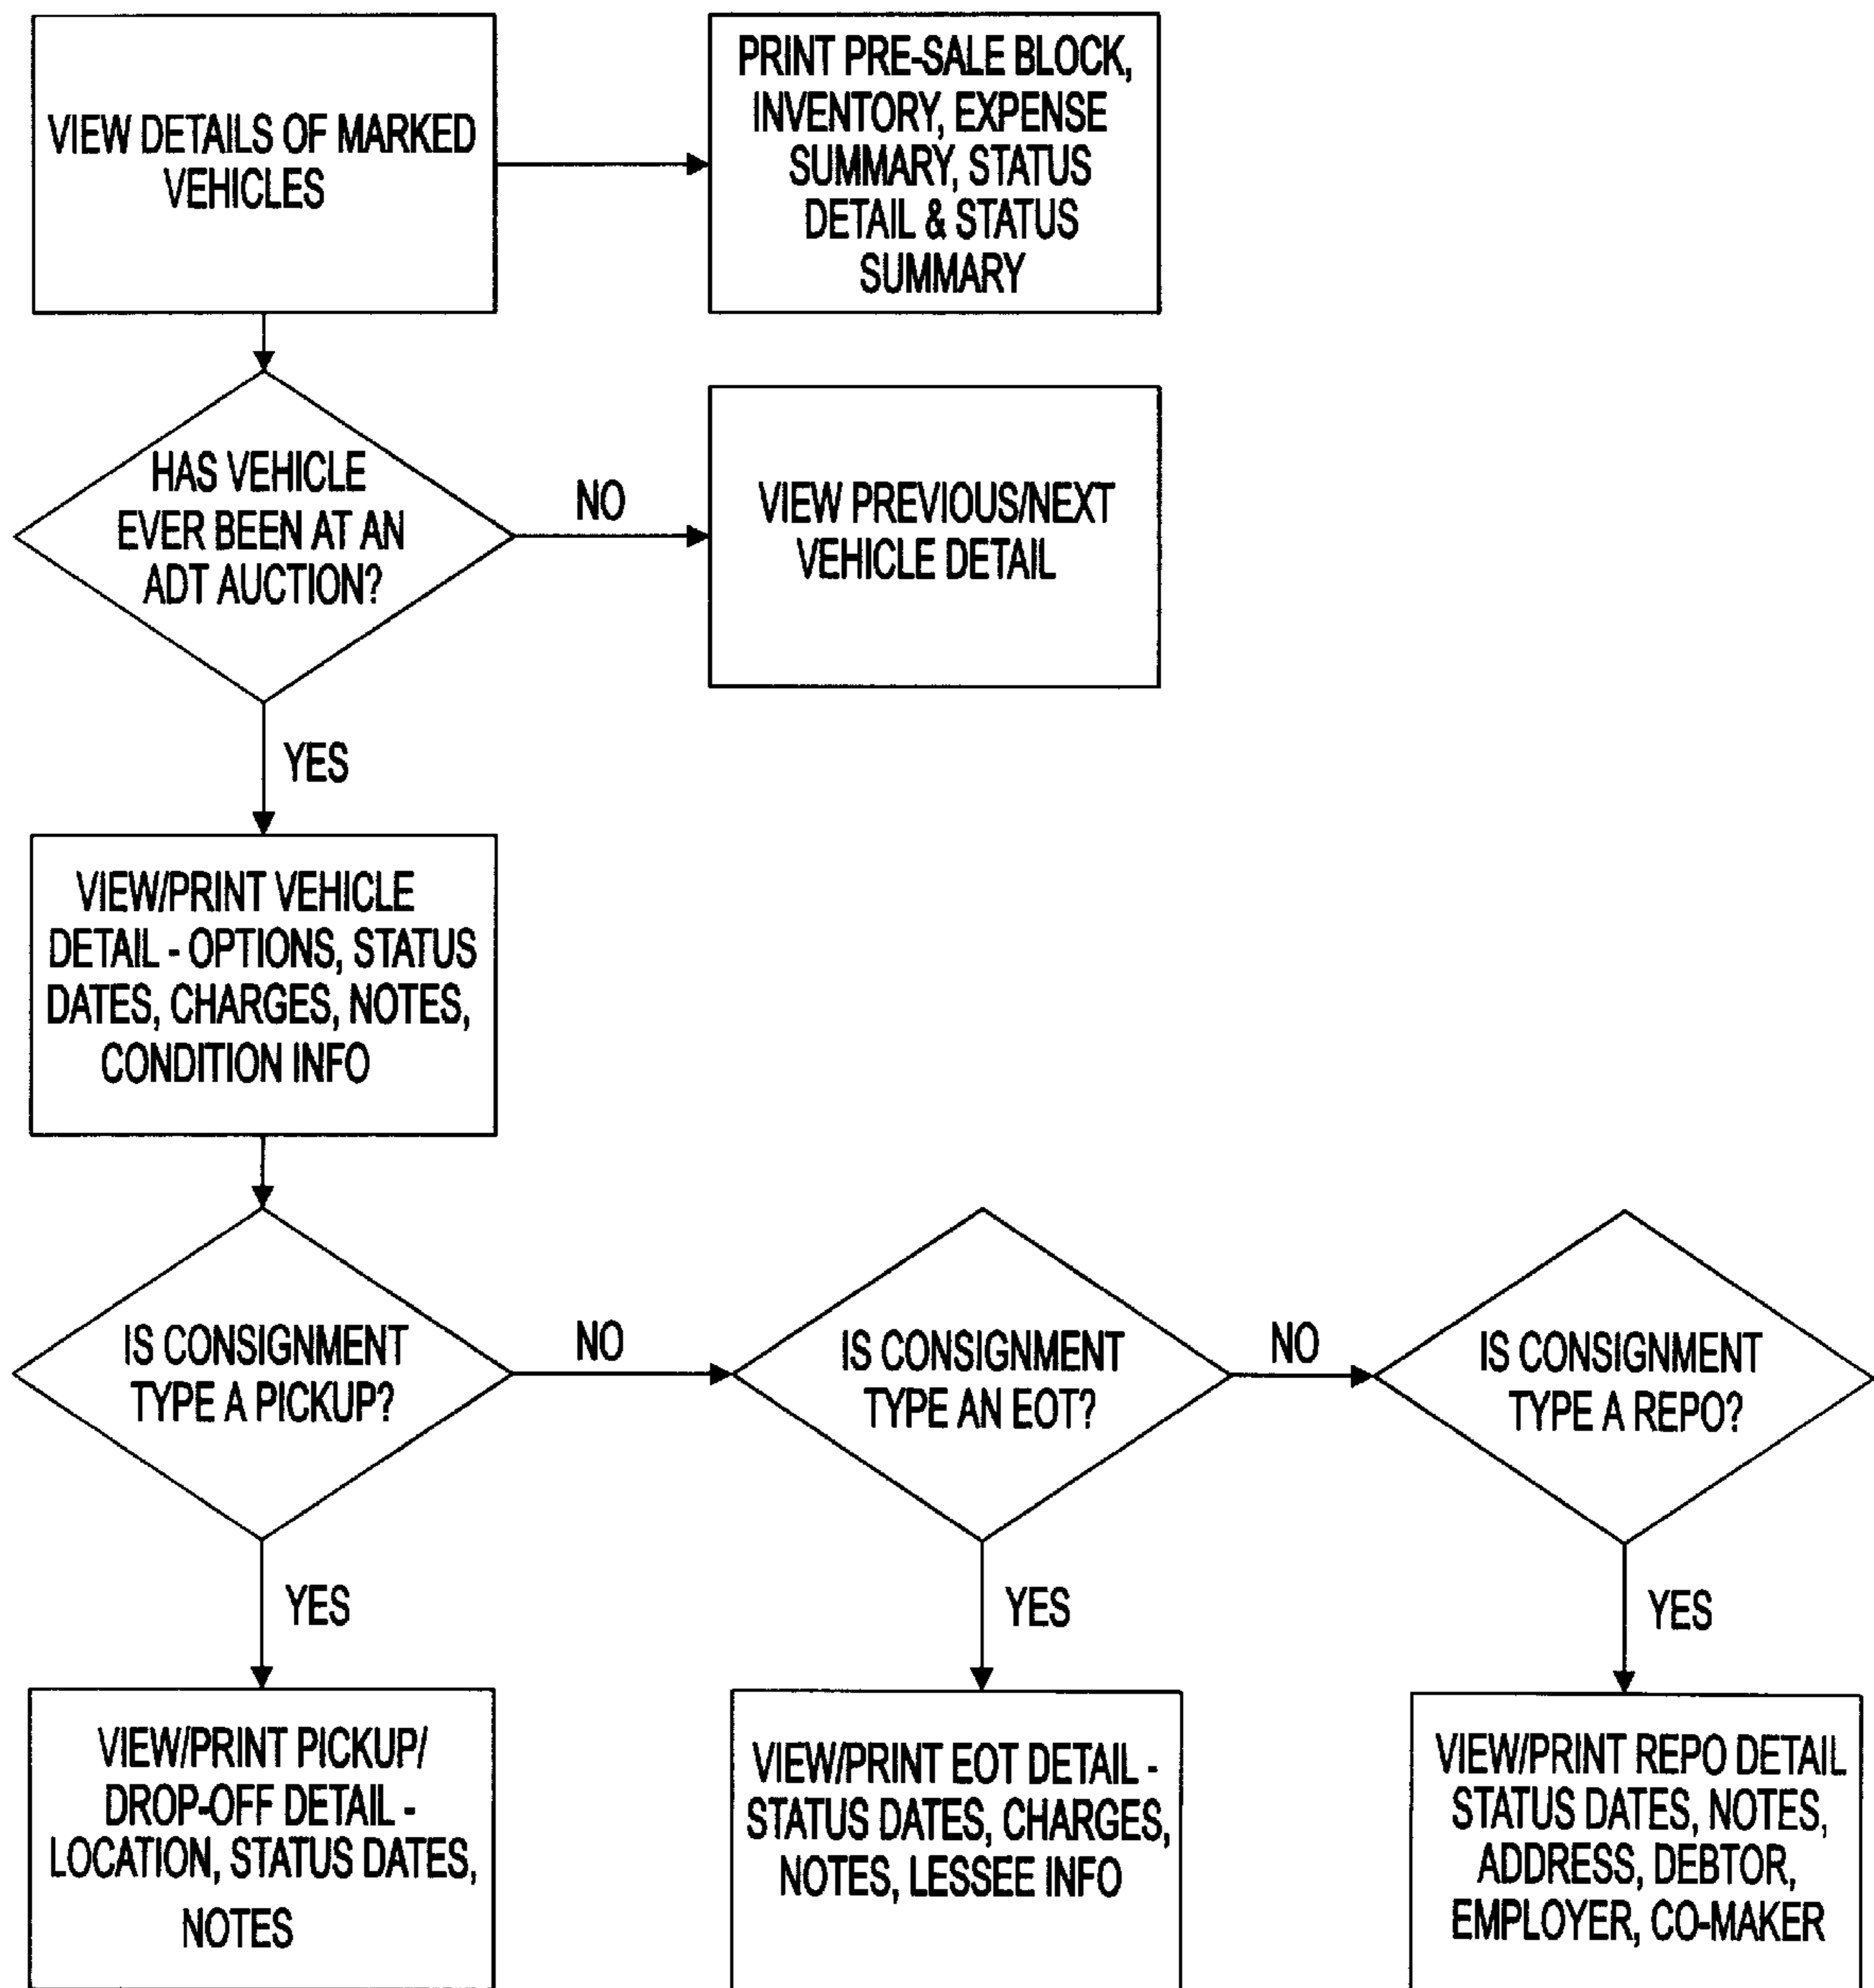 VIEW DETAILS OF MARKED
VEHICLES
PRINT PRE-SALE BLOCK,
INVENTORY, EXPENSE
SUMMARY, STATUS
DETAIL & STATUS
SUMMARY
HAS VEHICLE
EVER BEEN AT AN
ADT AUCTION?
NO
VIEW PREVIOUS/NEXT
VEHICLE DETAIL
YES
VIEW/PRINT VEHICLE
DETAIL - OPTIONS, STATUS
DATES, CHARGES, NOTES,
CONDITION INFO
IS CONSIGNMENT
TYPE A PICKUP?
NO
IS CONSIGNMENT
TYPE AN EOT?
NO
IS CONSIGNMENT
TYPE A REPO?
YES
YES
YES
VIEW/PRINT PICKUP/
DROP-OFF DETAIL -
LOCATION, STATUS DATES,
NOTES
VIEW/PRINT EOT DETAIL -
STATUS DATES, CHARGES,
NOTES, LESSEE INFO
VIEW/PRINT REPO DETAIL
STATUS DATES, NOTES,
ADDRESS, DEBTOR,
EMPLOYER, CO-MAKER